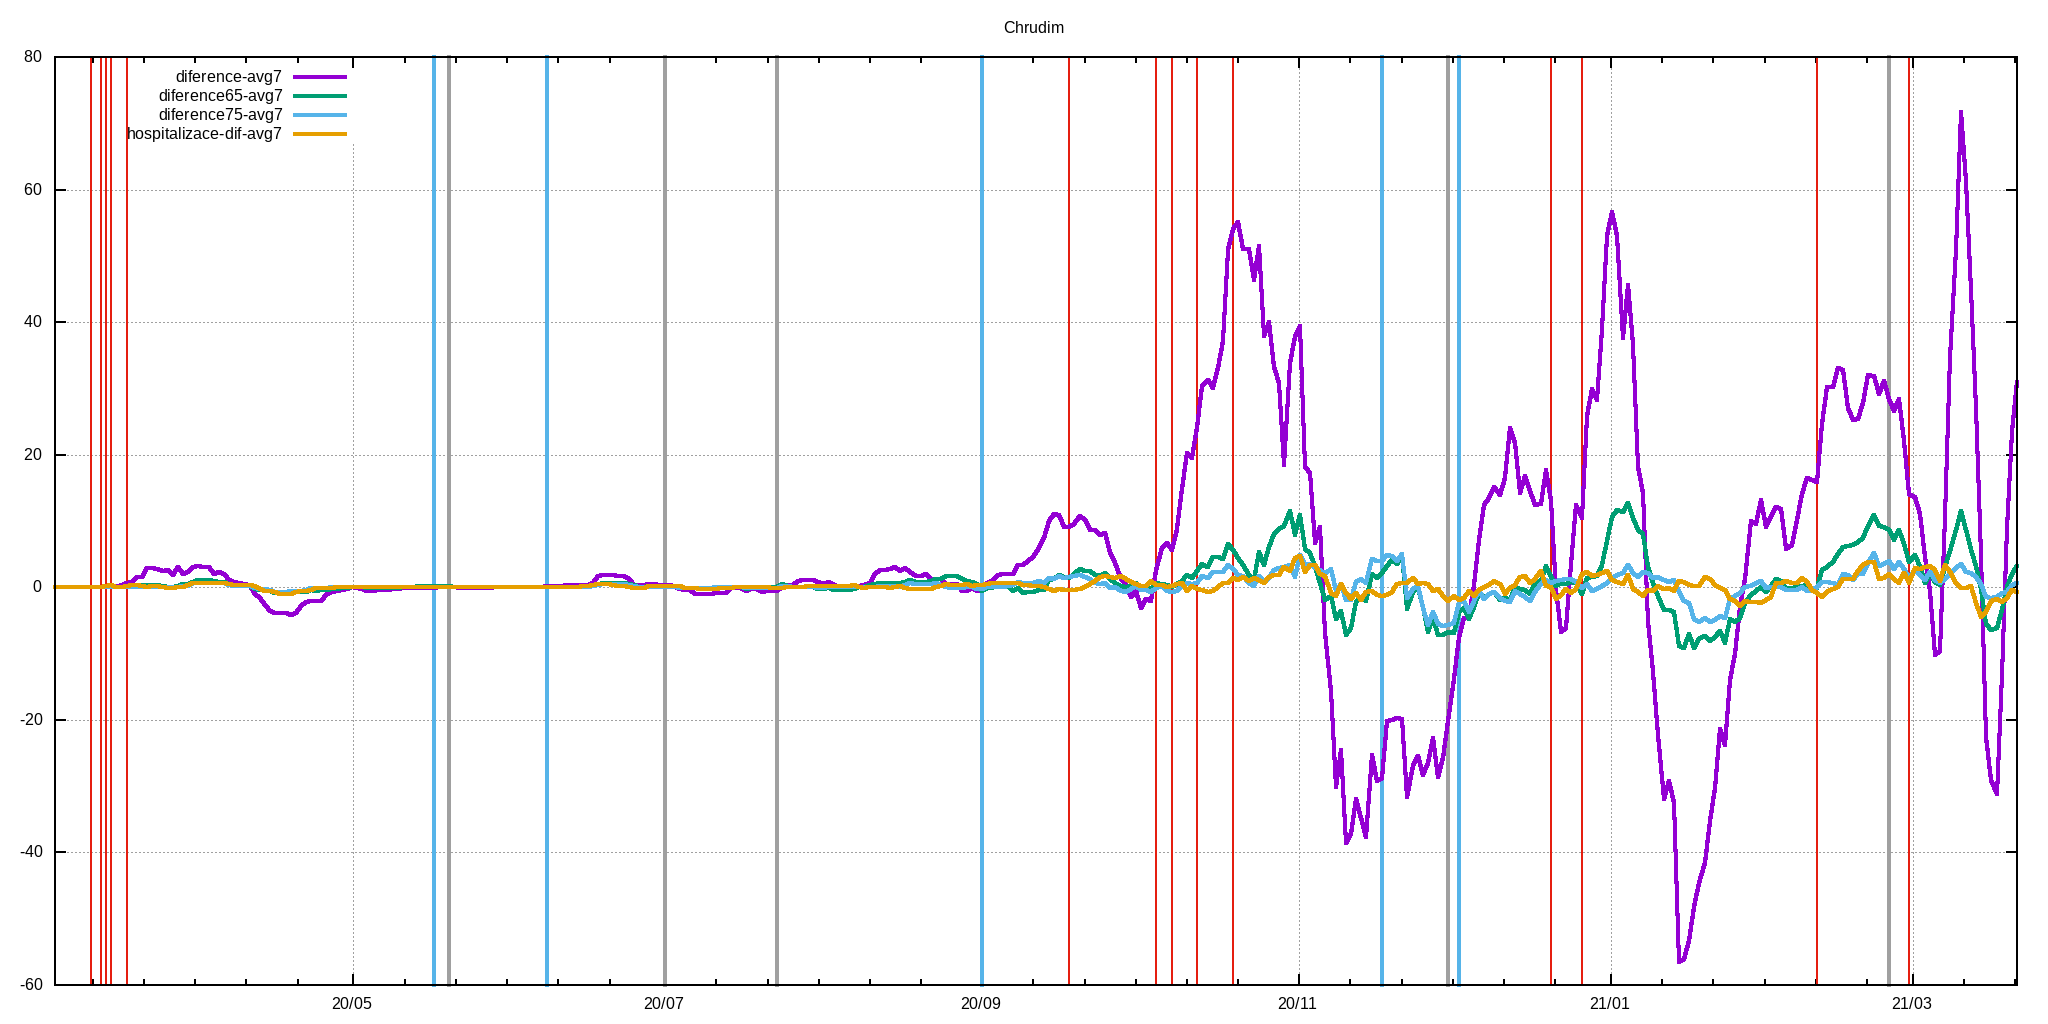 Chrudim
80
diference-avg7
diference65-avg7
diference75-avg7
hospitalizace-dif-avg7
60
40
20
0
-20
-40
-60
20/05 20/07 20/09 20/11 21/01 21/03